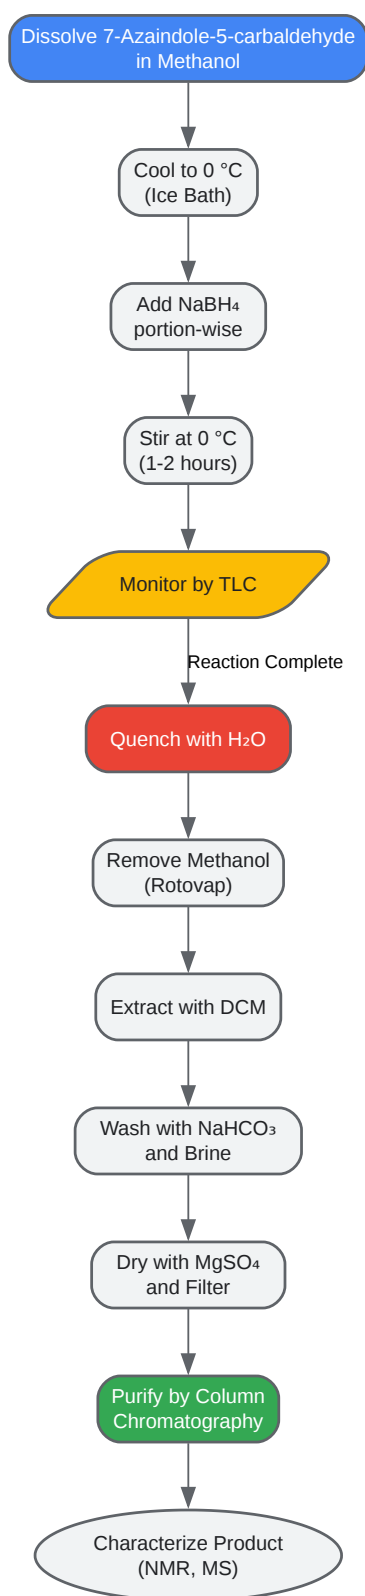 Dissolve 7-Azaindole-5-carbaldehyde
in Methanol
Cool to 0 °C
(Ice Bath)
Add NaBH₄
portion-wise
Stir at 0 °C
(1-2 hours)
Monitor by TLC
Reaction Complete
Quench with H₂O
Remove Methanol
(Rotovap)
Extract with DCM
Wash with NaHCO₃
and Brine
Dry with MgSO₄
and Filter
Purify by Column
Chromatography
Characterize Product
(NMR, MS)